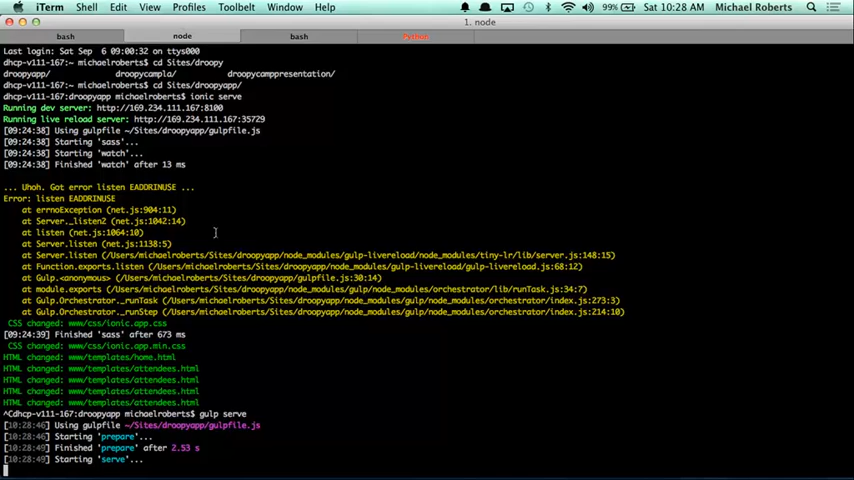 iTerm Shell Edit View Profiles Toolbelt Window Help 99% Sat 10:28 AM Michael Roberts
1. node
bash node bash Python
Last login: Sat Sep  6 09:00:32 on ttys000
dhcp-v111-167:~ michaelroberts$ cd Sites/droopy
droopyapp/ droopycampla/ droopycamppresentation/
dhcp-v111-167:~ michaelroberts$ cd Sites/droopyapp/
dhcp-v111-167:droopyapp michaelroberts$ ionic serve
Running dev server: http://169.234.111.167:8100
Running live reload server: http://169.234.111.167:35729
[09:24:38] Using gulpfile ~/Sites/droopyapp/gulpfile.js
[09:24:38] Starting 'sass'...
[09:24:38] Starting 'watch'...
[09:24:38] Finished 'watch' after 13 ms
... Uhoh. Got error listen EADDRINUSE ...
Error: listen EADDRINUSE
at errnoException (net.js:904:11)
at Server._listen2 (net.js:1042:14)
at listen (net.js:1064:10)
at Server.listen (net.js:1138:5)
at Server.listen (/Users/michaelroberts/Sites/droopyapp/node_modules/gulp-livereload/node_modules/tiny-lr/lib/server.js:148:15)
at Function.exports.listen (/Users/michaelroberts/Sites/droopyapp/node_modules/gulp-livereload/gulp-livereload.js:68:12)
at Gulp.<anonymous> (/Users/michaelroberts/Sites/droopyapp/gulpfile.js:30:14)
at module.exports (/Users/michaelroberts/Sites/droopyapp/node_modules/orchestrator/lib/runTask.js:34:7)
at Gulp.Orchestrator._runTask (/Users/michaelroberts/Sites/droopyapp/node_modules/orchestrator/index.js:273:3)
at Gulp.Orchestrator._runStep (/Users/michaelroberts/Sites/droopyapp/node_modules/orchestrator/index.js:214:10)
CSS changed: www/css/ionic.app.css
[09:24:39] Finished 'sass' after 673 ms
CSS changed: www/css/ionic.app.min.css
HTML changed: www/templates/home.html
HTML changed: www/templates/attendees.html
HTML changed: www/templates/attendees.html
HTML changed: www/templates/attendees.html
HTML changed: www/templates/attendees.html
^Cdhcp-v111-167:droopyapp michaelroberts$ gulp serve
[10:28:46] Using gulpfile ~/Sites/droopyapp/gulpfile.js
[10:28:46] Starting 'prepare'...
[10:28:49] Finished 'prepare' after 2.53 s
[10:28:49] Starting 'serve'...